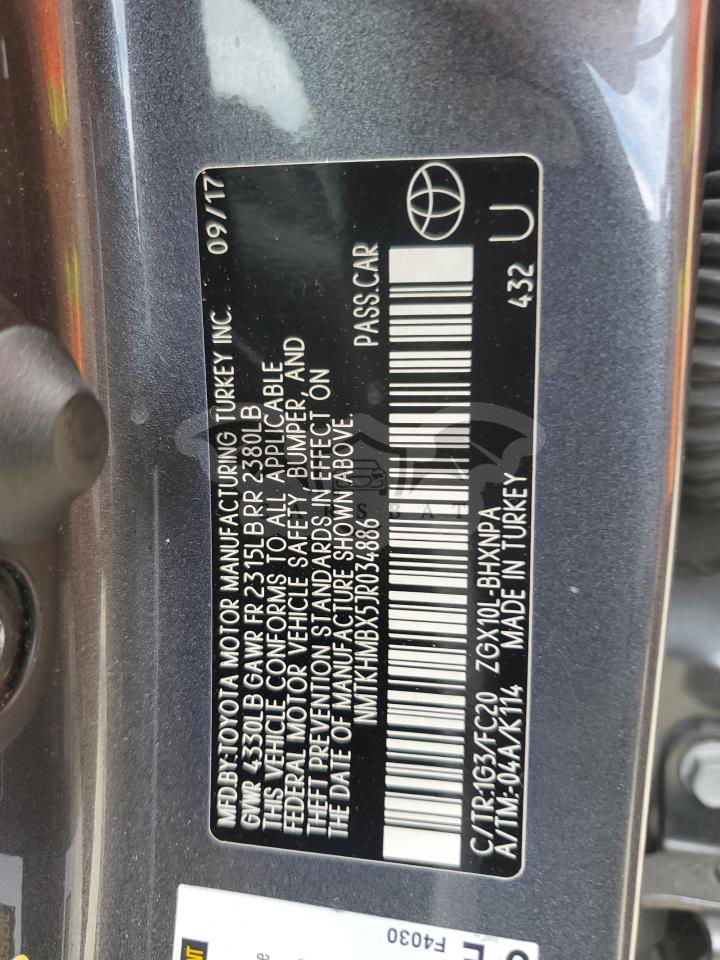 MFD.BY:TOYOTA MOTOR MANUFACTURING TURKEY INC. 09/17
GVWR 4330LB GAWR FR 2315LB RR 2380LB
THIS VEHICLE CONFORMS TO ALL APPLICABLE
FEDERAL MOTOR VEHICLE SAFETY, BUMPER, AND
THEFT PREVENTION STANDARDS IN EFFECT ON
THE DATE OF MANUFACTURE SHOWN ABOVE.
NMTKHMBX5JR034886 PASS.CAR
C/TR:1G3/FC20 ZGX10L-BHXNPA 432
A/TM:-04A/K114 MADE IN TURKEY U
F4030